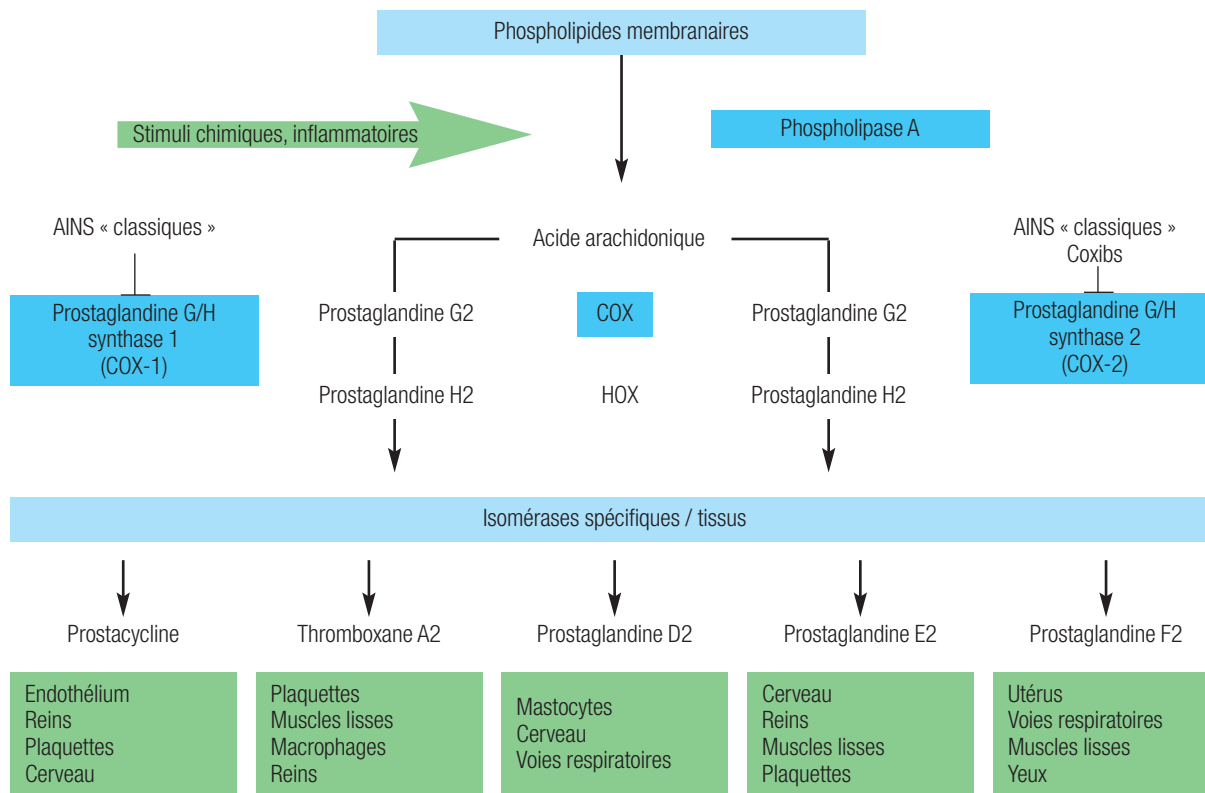 Phospholipides membranaires
Stimuli chimiques, inflammatoires
Phospholipase A
AINS « classiques »
Acide arachidonique
AINS « classiques »
Coxibs
Prostaglandine G/H
synthase 1
(COX-1)
Prostaglandine G2
COX
Prostaglandine G2
Prostaglandine G/H
synthase 2
(COX-2)
Prostaglandine H2
HOX
Prostaglandine H2
Isomérases spécifiques / tissus
Prostacycline
Thromboxane A2
Prostaglandine D2
Prostaglandine E2
Prostaglandine F2
Endothélium
Reins
Plaquettes
Cerveau
Plaquettes
Muscles lisses
Macrophages
Reins
Mastocytes
Cerveau
Voies respiratoires
Cerveau
Reins
Muscles lisses
Plaquettes
Utérus
Voies respiratoires
Muscles lisses
Yeux